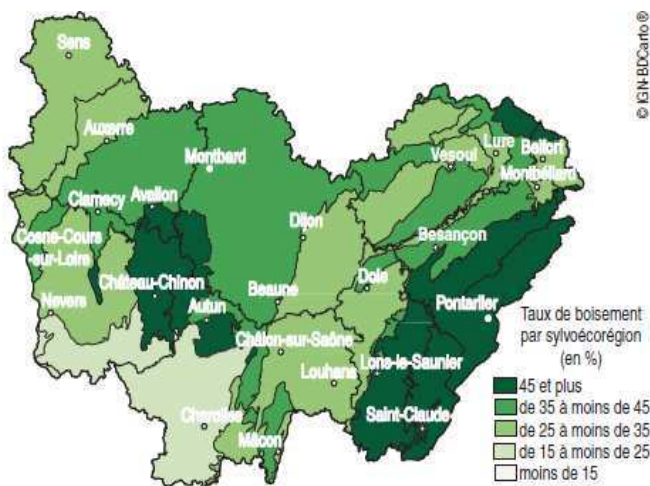 © IGN-BDCarto ®
Sens
Auxerre
Montbard
Vesoul
Lure
Belfort
Montbéliard
Clamecy
Avallon
Cosne-Cours
-sur-Loire
Dijon
Besançon
Château-Chinon
Beaune
Dole
Nevers
Autun
Pontarlier
Châlon-sur-Saône
Lons-le-Saunier
Louhans
Saint-Claude
Charolles
Mâcon
Taux de boisement
par sylvoécorégion
(en %)
45 et plus
de 35 à moins de 45
de 25 à moins de 35
de 15 à moins de 25
moins de 15